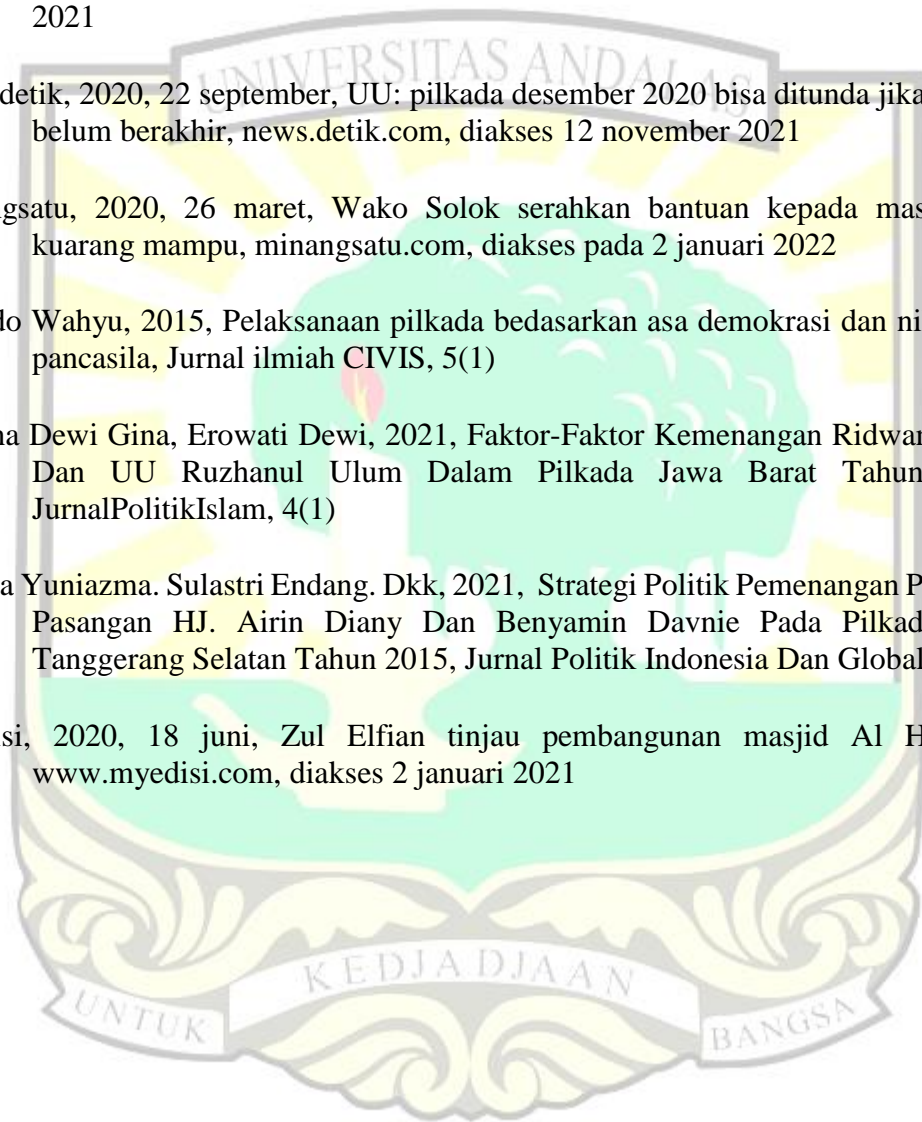 2021
UNIVERSITAS ANDALAS
detik, 2020, 22 september, UU: pilkada desember 2020 bisa ditunda jika
belum berakhir, news.detik.com, diakses 12 november 2021
gsatu, 2020, 26 maret, Wako Solok serahkan bantuan kepada mas
kuarang mampu, minangsatu.com, diakses pada 2 januari 2022
do Wahyu, 2015, Pelaksanaan pilkada bedasarkan asa demokrasi dan ni
pancasila, Jurnal ilmiah CIVIS, 5(1)
na Dewi Gina, Erowati Dewi, 2021, Faktor-Faktor Kemenangan Ridwan
Dan UU Ruzhanul Ulum Dalam Pilkada Jawa Barat Tahun
JurnalPolitikIslam, 4(1)
a Yuniazma. Sulastri Endang. Dkk, 2021, Strategi Politik Pemenangan P
Pasangan HJ. Airin Diany Dan Benyamin Davnie Pada Pilkad
Tanggerang Selatan Tahun 2015, Jurnal Politik Indonesia Dan Global
si, 2020, 18 juni, Zul Elfian tinjau pembangunan masjid Al H
www.myedisi.com, diakses 2 januari 2021
UNTUK KEDJADJAAN BANGSA